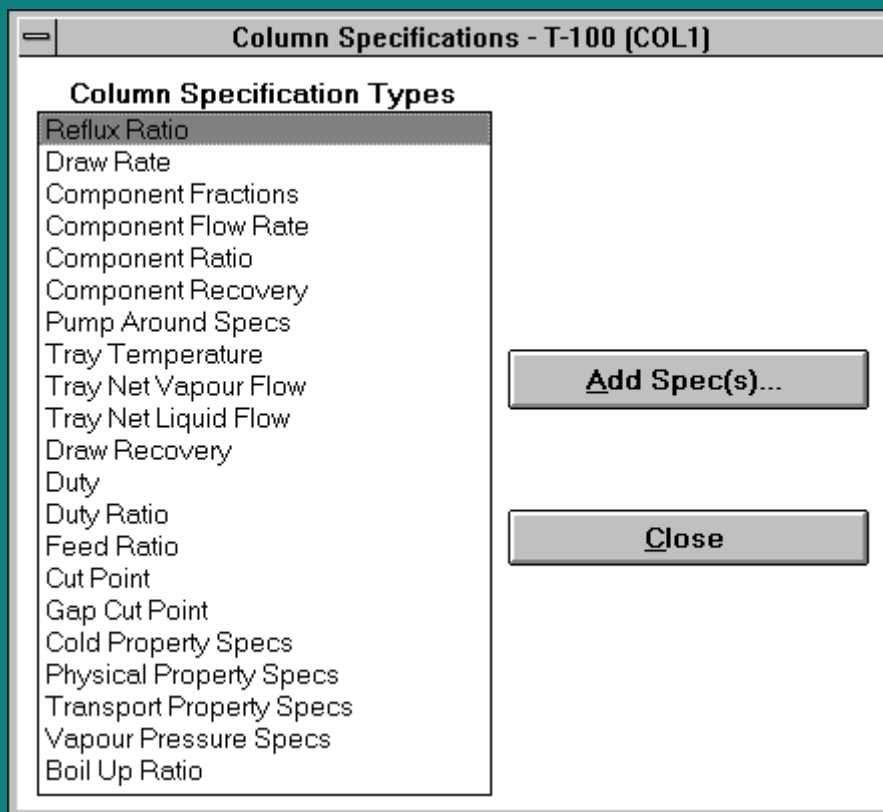 Column Specifications - T-100 (COL1)
Column Specification Types
Reflux Ratio
Draw Rate
Component Fractions
Component Flow Rate
Component Ratio
Component Recovery
Pump Around Specs
Tray Temperature
Tray Net Vapour Flow
Tray Net Liquid Flow
Draw Recovery
Duty
Duty Ratio
Feed Ratio
Cut Point
Gap Cut Point
Cold Property Specs
Physical Property Specs
Transport Property Specs
Vapour Pressure Specs
Boil Up Ratio
Add Spec(s)...
Close